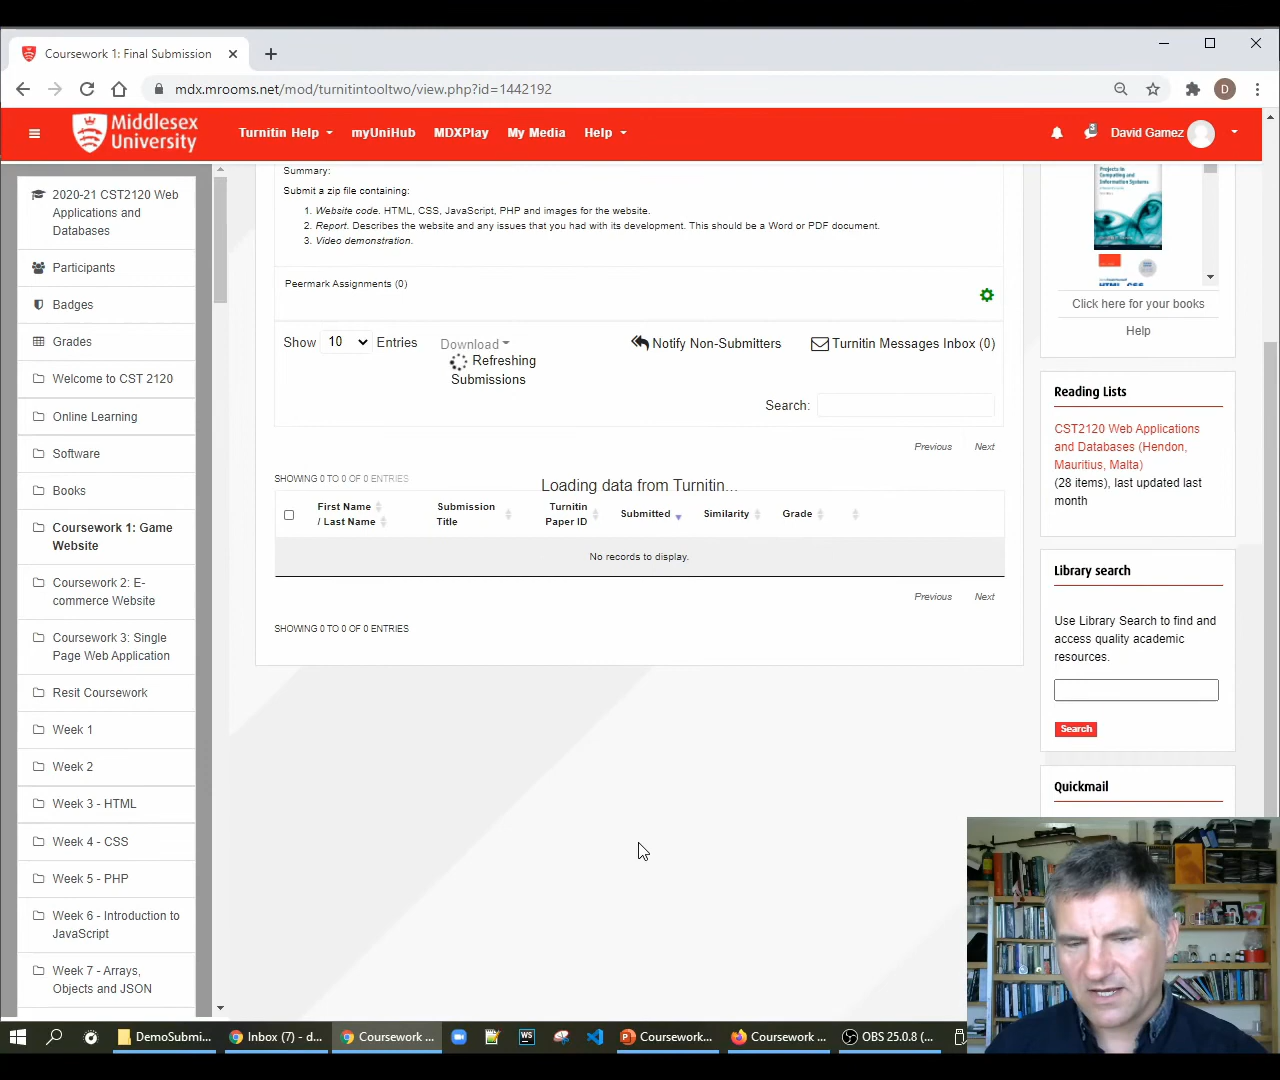 Coursework 1: Final Submission
mdx.mrooms.net/mod/turnitintooltwo/view.php?id=1442192
D
Middlesex
University
Turnitin Help
myUniHub
MDXPlay
My Media
Help
David Gamez
2020-21 CST2120 Web
Applications and
Databases
Participants
Badges
Grades
Welcome to CST 2120
Online Learning
Software
Books
Coursework 1: Game
Website
Coursework 2: E-
commerce Website
Coursework 3: Single
Page Web Application
Resit Coursework
Week 1
Week 2
Week 3 - HTML
Week 4 - CSS
Week 5 - PHP
Week 6 - Introduction to
JavaScript
Week 7 - Arrays,
Objects and JSON
Summary:
Submit a zip file containing:
1. Website code. HTML, CSS, JavaScript, PHP and images for the website.
2. Report. Describes the website and any issues that you had with its development. This should be a Word or PDF document.
3. Video demonstration.
Peermark Assignments (0)
Show 10 Entries
Download
Refreshing
Submissions
Notify Non-Submitters
Turnitin Messages Inbox (0)
Search:
Previous Next
SHOWING 0 TO 0 OF 0 ENTRIES
Loading data from Turnitin...
First Name
/ Last Name
Submission
Title
Turnitin
Paper ID
Submitted
Similarity
Grade
No records to display.
Previous Next
SHOWING 0 TO 0 OF 0 ENTRIES
Projects in
Computing and
Information Systems
HTML CSS
Click here for your books
Help
Reading Lists
CST2120 Web Applications
and Databases (Hendon,
Mauritius, Malta)
(28 items), last updated last
month
Library search
Use Library Search to find and
access quality academic
resources.
Search
Quickmail
DemoSubmi...
Inbox (7) - d...
Coursework ...
WS
Coursework...
Coursework ...
OBS 25.0.8 (...